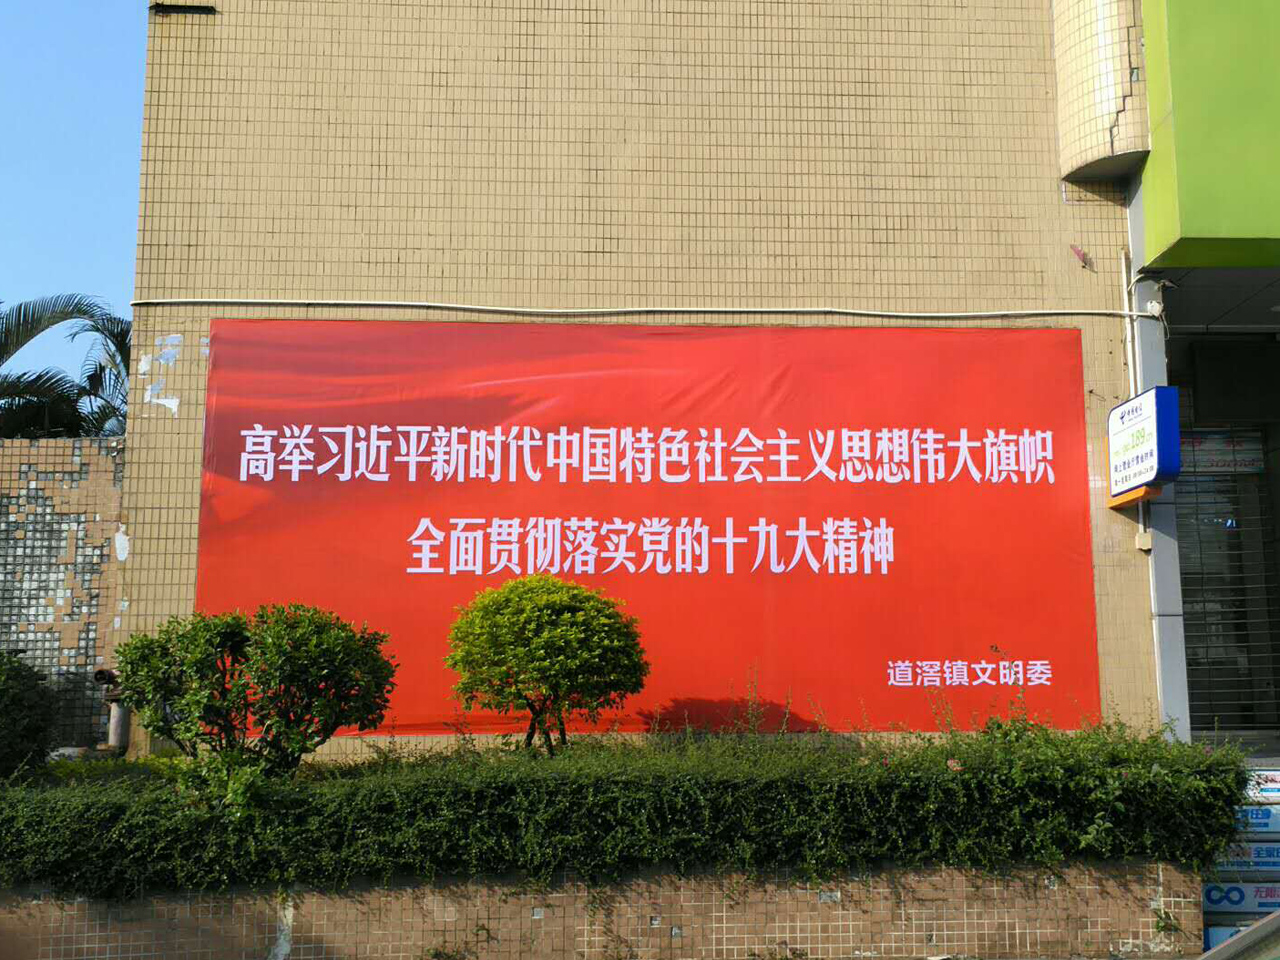 高举习近平新时代中国特色社会主义思想伟大旗帜
全面贯彻落实党的十九大精神
道滘镇文明委
189